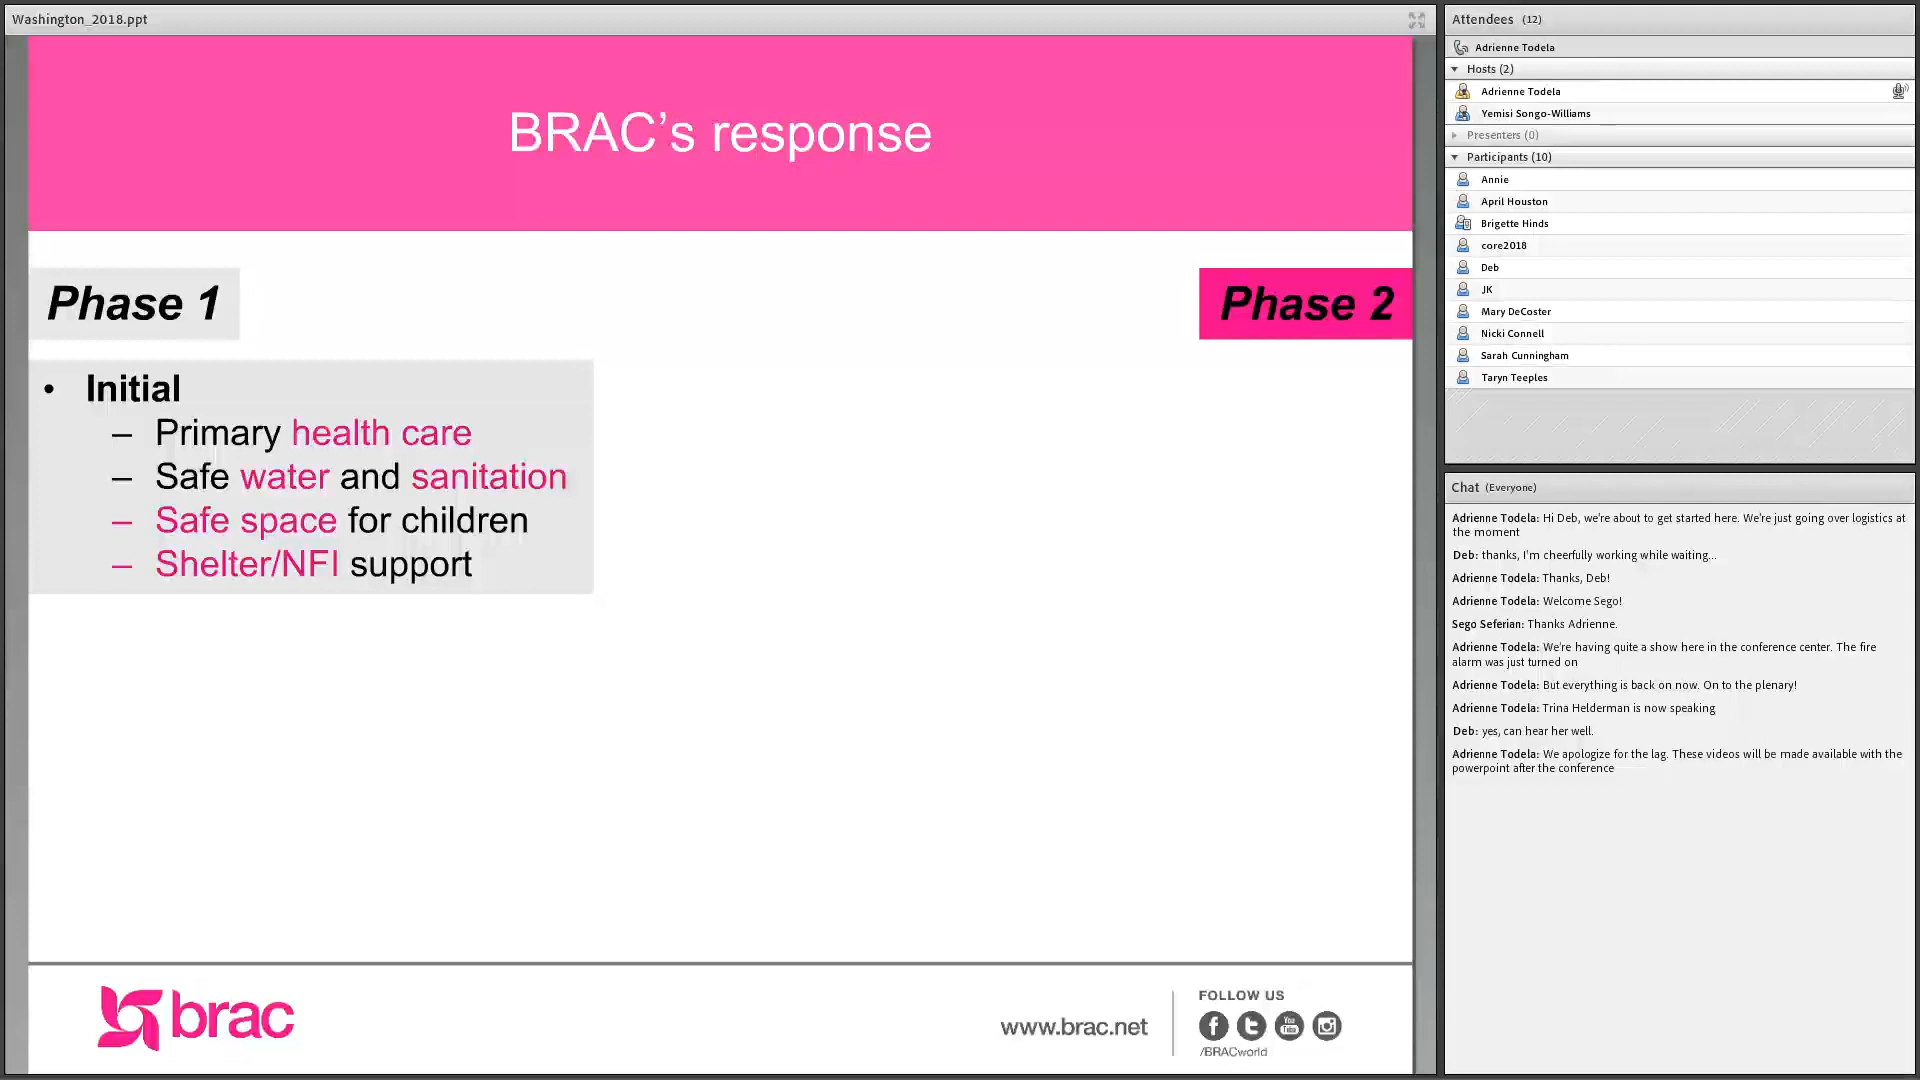 Washington_2018.ppt
BRAC’s response
Phase 1
Phase 2
• Initial
– Primary health care
– Safe water and sanitation
– Safe space for children
– Shelter/NFI support
brac
www.brac.net
FOLLOW US
You
Tube
/BRACworld
Attendees (12)
Adrienne Todela
Hosts (2)
Adrienne Todela
Yemisi Songo-Williams
Presenters (0)
Participants (10)
Annie
April Houston
Brigette Hinds
core2018
Deb
JK
Mary DeCoster
Nicki Connell
Sarah Cunningham
Taryn Teeples
Chat (Everyone)
Adrienne Todela: Hi Deb, we're about to get started here. We're just going over logistics at
the moment
Deb: thanks, I'm cheerfully working while waiting...
Adrienne Todela: Thanks, Deb!
Adrienne Todela: Welcome Sego!
Sego Seferian: Thanks Adrienne.
Adrienne Todela: We're having quite a show here in the conference center. The fire
alarm was just turned on
Adrienne Todela: But everything is back on now. On to the plenary!
Adrienne Todela: Trina Helderman is now speaking
Deb: yes, can hear her well.
Adrienne Todela: We apologize for the lag. These videos will be made available with the
powerpoint after the conference